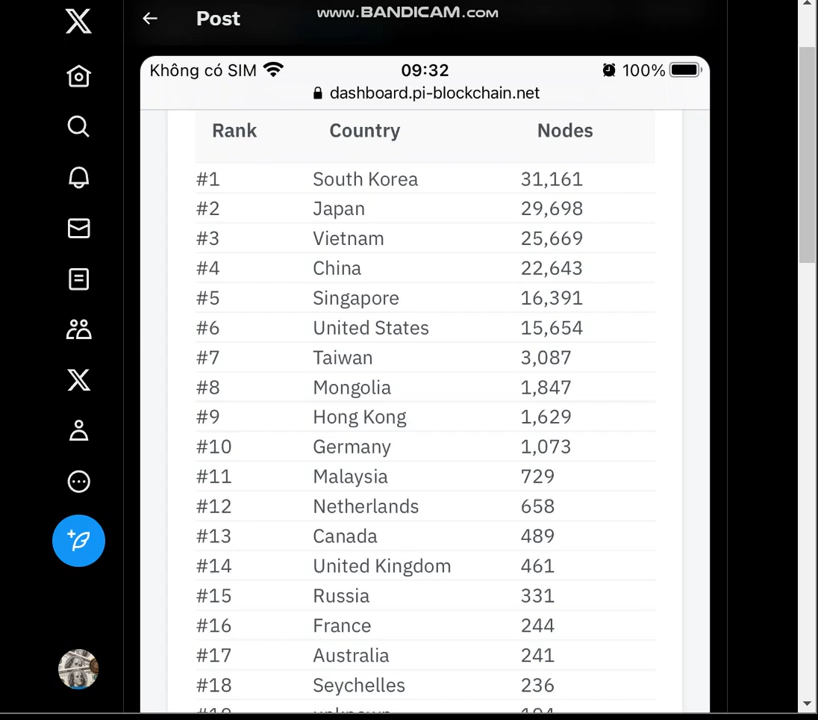 www.BANDICAM.com
Post
Không có SIM 09:32 100%
dashboard.pi-blockchain.net
Rank Country Nodes
#1 South Korea 31,161
#2 Japan 29,698
#3 Vietnam 25,669
#4 China 22,643
#5 Singapore 16,391
#6 United States 15,654
#7 Taiwan 3,087
#8 Mongolia 1,847
#9 Hong Kong 1,629
#10 Germany 1,073
#11 Malaysia 729
#12 Netherlands 658
#13 Canada 489
#14 United Kingdom 461
#15 Russia 331
#16 France 244
#17 Australia 241
#18 Seychelles 236